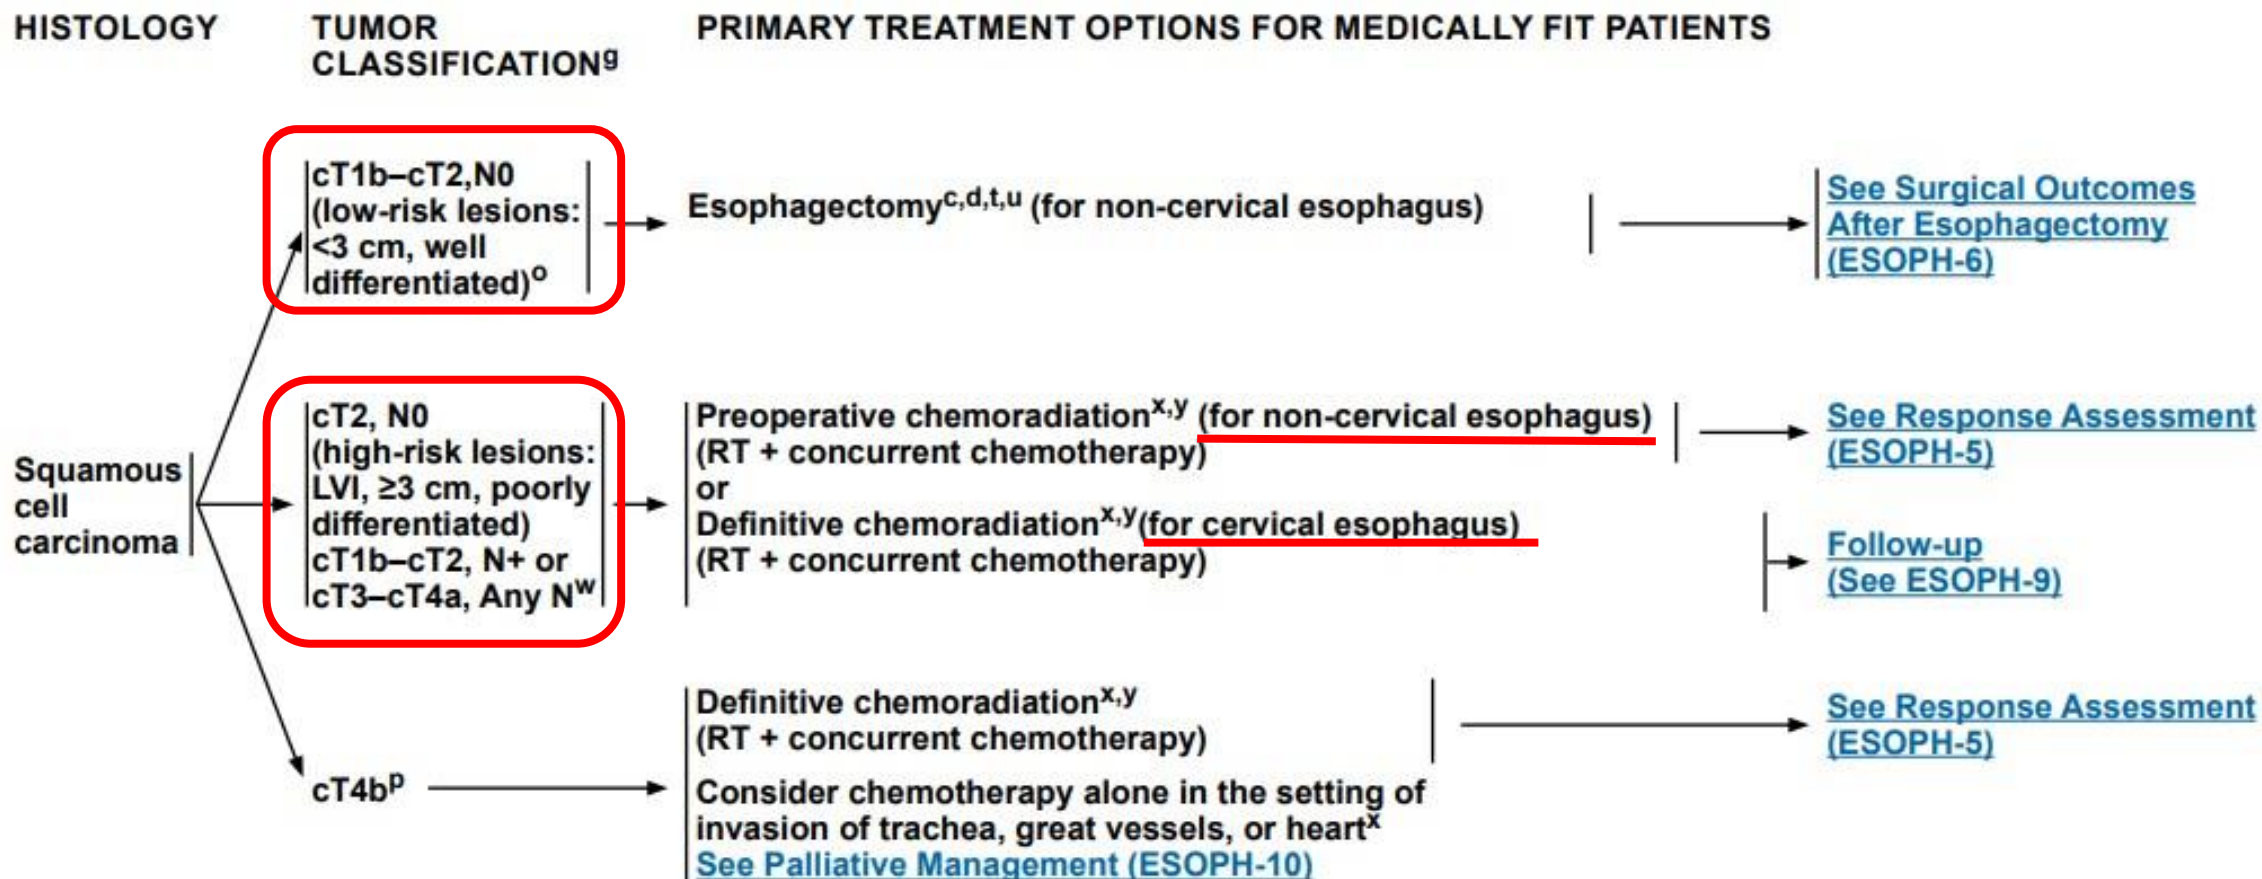 HISTOLOGY
TUMOR
CLASSIFICATIONg
PRIMARY TREATMENT OPTIONS FOR MEDICALLY FIT PATIENTS
cT1b–cT2,N0
(low-risk lesions:
<3 cm, well
differentiated)o
Esophagectomyc,d,t,u (for non-cervical esophagus)
See Surgical Outcomes
After Esophagectomy
(ESOPH-6)
Squamous
cell
carcinoma
cT2, N0
(high-risk lesions:
LVI, ≥3 cm, poorly
differentiated)
cT1b–cT2, N+ or
cT3–cT4a, Any Nw
Preoperative chemoradiationx,y (for non-cervical esophagus)
(RT + concurrent chemotherapy)
or
Definitive chemoradiationx,y(for cervical esophagus)
(RT + concurrent chemotherapy)
See Response Assessment
(ESOPH-5)
Follow-up
(See ESOPH-9)
cT4bp
Definitive chemoradiationx,y
(RT + concurrent chemotherapy)
Consider chemotherapy alone in the setting of
invasion of trachea, great vessels, or heartx
See Palliative Management (ESOPH-10)
See Response Assessment
(ESOPH-5)